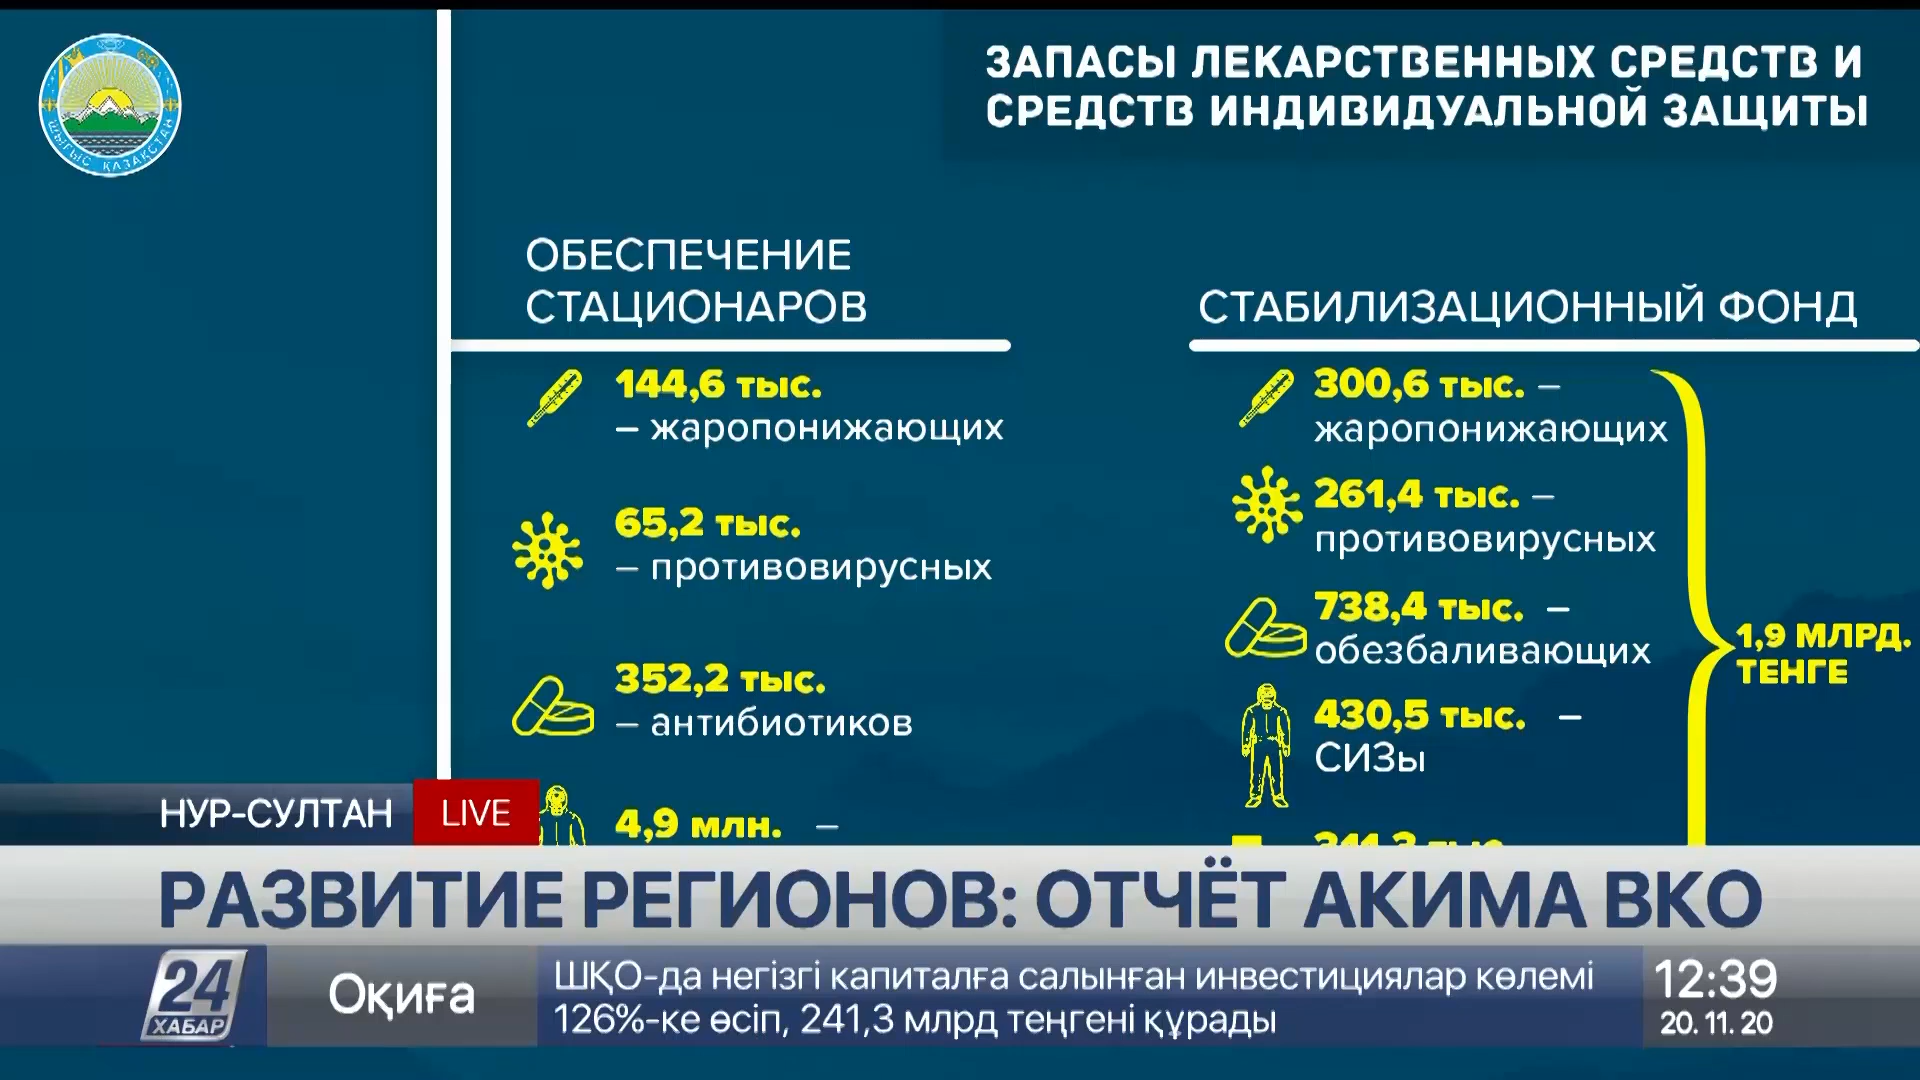 ШЫҒЫС ҚАЗАҚСТАН
ЗАПАСЫ ЛЕКАРСТВЕННЫХ СРЕДСТВ И
СРЕДСТВ ИНДИВИДУАЛЬНОЙ ЗАЩИТЫ
ОБЕСПЕЧЕНИЕ
СТАЦИОНАРОВ
144,6 тыс.
– жаропонижающих
65,2 тыс.
– противовирусных
352,2 тыс.
– антибиотиков
4,9 млн. –
СТАБИЛИЗАЦИОННЫЙ ФОНД
300,6 тыс. –
жаропонижающих
261,4 тыс. –
противовирусных
738,4 тыс. –
обезбаливающих
430,5 тыс. –
СИЗы
1,9 МЛРД.
ТЕНГЕ
НУР-СУЛТАН
LIVE
РАЗВИТИЕ РЕГИОНОВ: ОТЧЁТ АКИМА ВКО
24
ХАБАР
Оқиға
ШҚО-да негізгі капиталға салынған инвестициялар көлемі
126%-ке өсіп, 241,3 млрд теңгені құрады
12:39
20. 11. 20